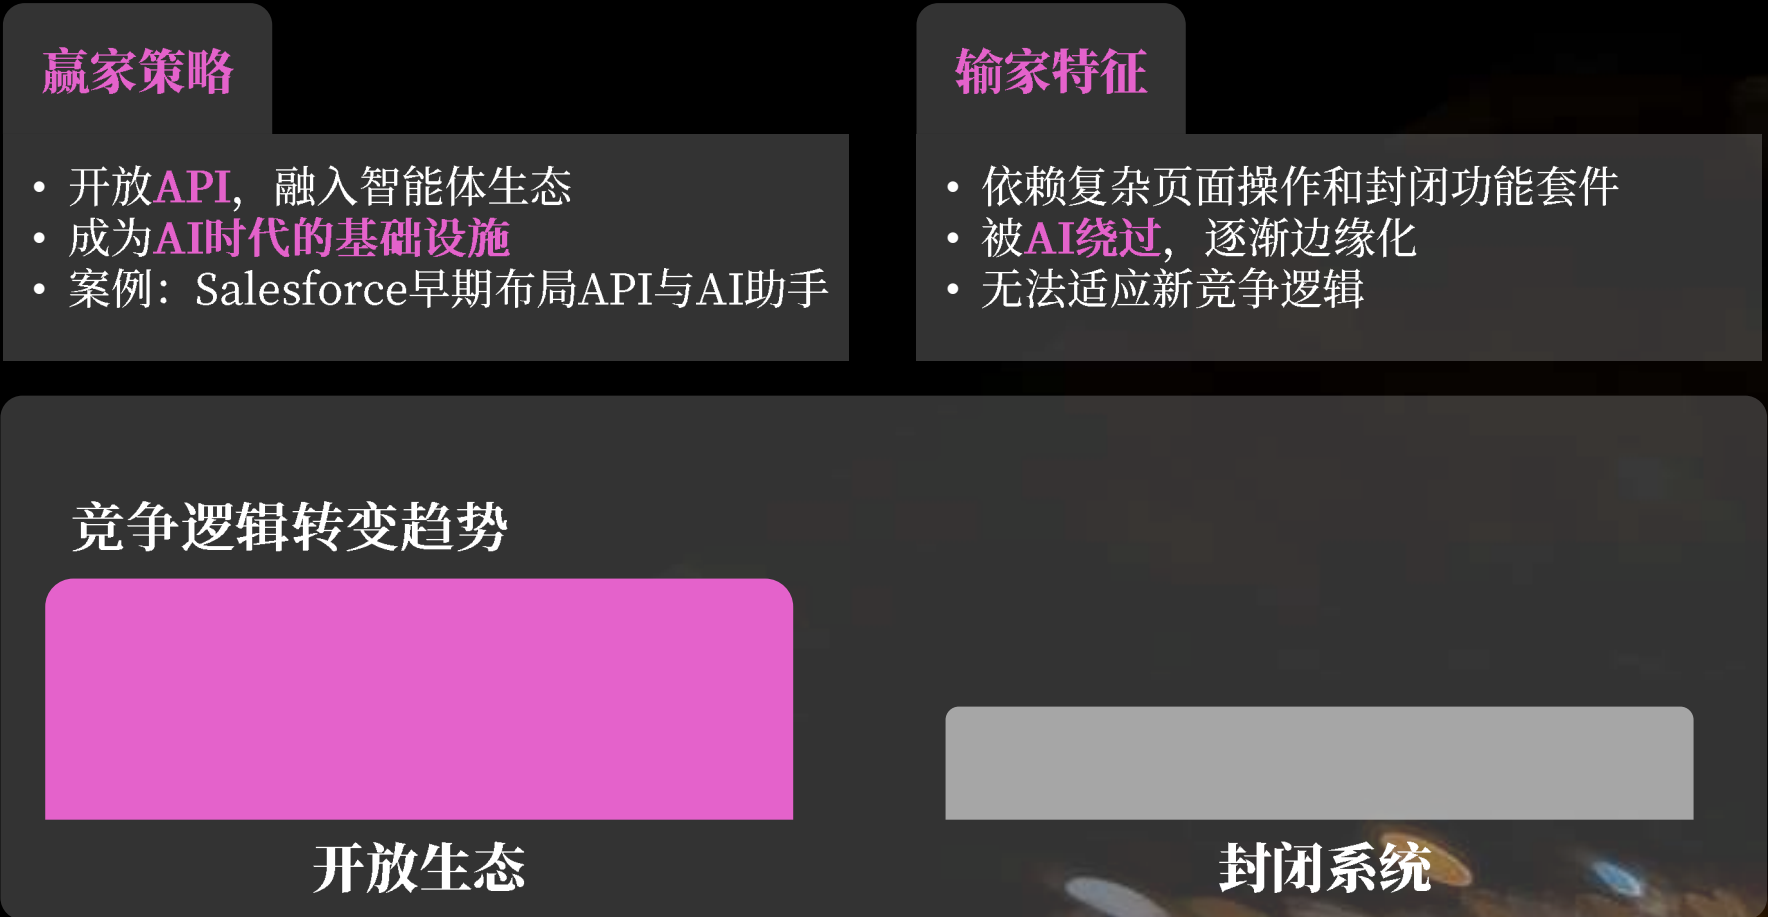 赢家策略
• 开放API，融入智能体生态
• 成为AI时代的基础设施
• 案例：Salesforce早期布局API与AI助手
输家特征
• 依赖复杂页面操作和封闭功能套件
• 被AI绕过，逐渐边缘化
• 无法适应新竞争逻辑
竞争逻辑转变趋势
开放生态
封闭系统